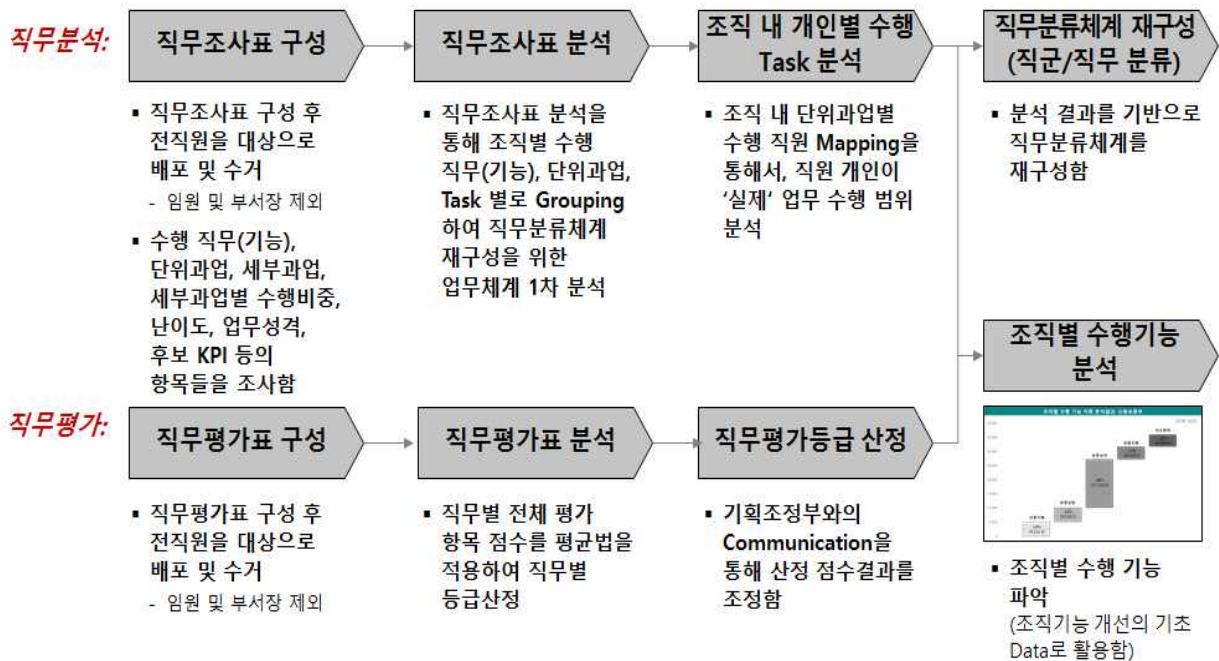 직무분석:
직무조사표 구성
▪ 직무조사표 구성 후
전직원을 대상으로
배포 및 수거
- 임원 및 부서장 제외
▪ 수행 직무(기능),
단위과업, 세부과업,
세부과업별 수행비중,
난이도, 업무성격,
후보 KPI 등의
항목들을 조사함
직무조사표 분석
▪ 직무조사표 분석을
통해 조직별 수행
직무(기능), 단위과업,
Task 별로 Grouping
하여 직무분류체계
재구성을 위한
업무체계 1차 분석
조직 내 개인별 수행
Task 분석
▪ 조직 내 단위과업별
수행 직원 Mapping을
통해서, 직원 개인이
‘실제‘ 업무 수행 범위
분석
직무분류체계 재구성
(직군/직무 분류)
▪ 분석 결과를 기반으로
직무분류체계를
재구성함
직무평가:
직무평가표 구성
▪ 직무평가표 구성 후
전직원을 대상으로
배포 및 수거
- 임원 및 부서장 제외
직무평가표 분석
▪ 직무별 전체 평가
항목 점수를 평균법을
적용하여 직무별
등급산정
직무평가등급 산정
▪ 기획조정부와의
Communication을
통해 산정 점수결과를
조정함
조직별 수행기능
분석
▪ 조직별 수행 기능
파악
(조직기능 개선의 기초
Data로 활용함)